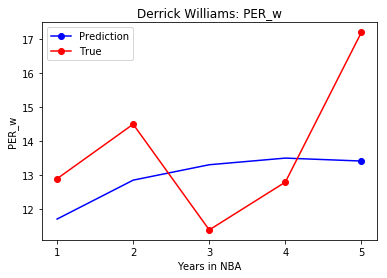 Derrick Williams: PER_w
Prediction
True
PER_w
17
16
15
14
13
12
1 2 3 4 5
Years in NBA